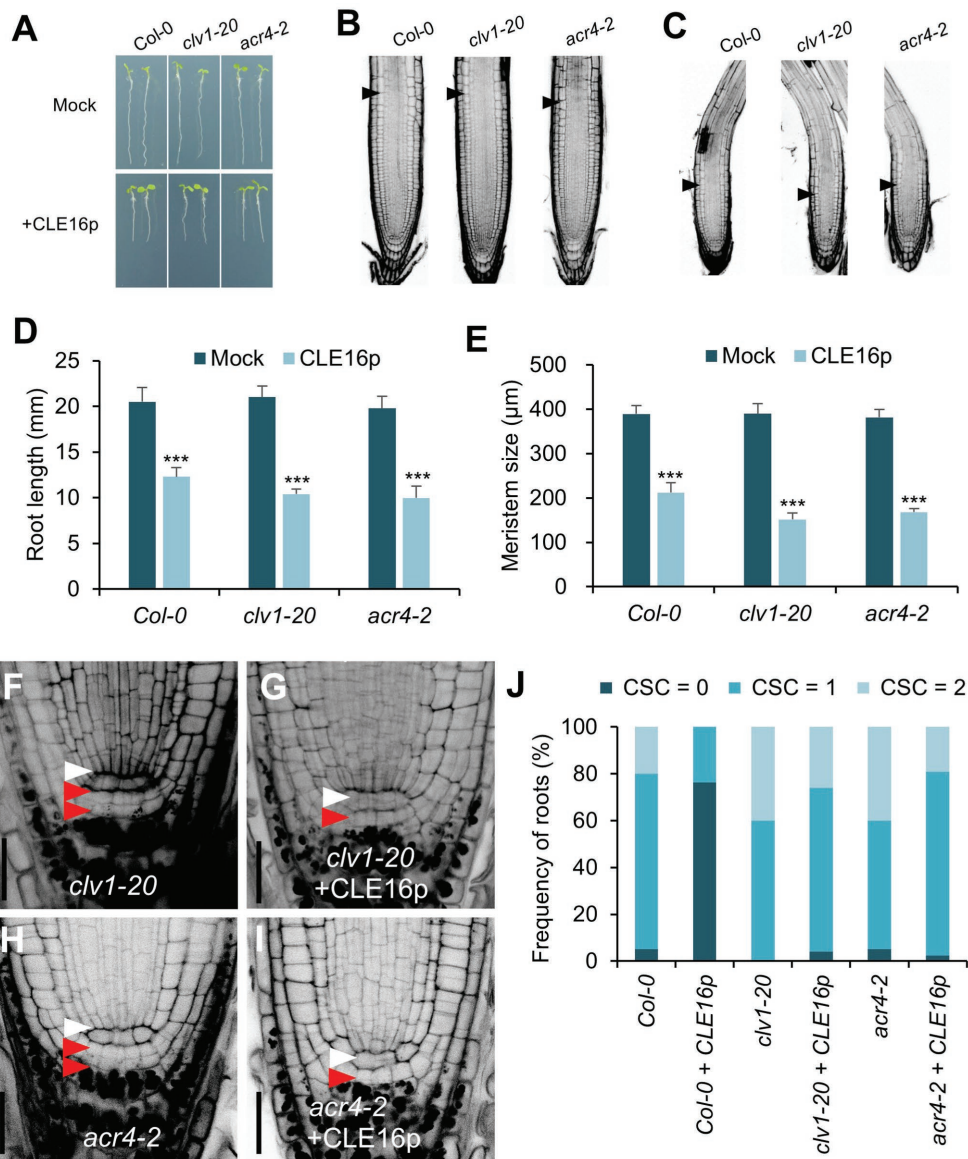 A
Col-0
clv1-20
acr4-2
Mock
+CLE16p
B
Col-0
clv1-20
acr4-2
C
Col-0
clv1-20
acr4-2
D
Mock CLE16p
Root length (mm)
25
20
15
10
5
0
***
***
***
Col-0 clv1-20 acr4-2
E
Mock CLE16p
Meristem size (µm)
500
400
300
200
100
0
***
***
***
Col-0 clv1-20 acr4-2
F
clv1-20
G
clv1-20
+CLE16p
H
acr4-2
I
acr4-2
+CLE16p
J
CSC = 0 CSC = 1 CSC = 2
Frequency of roots (%)
100
80
60
40
20
0
Col-0
Col-0 + CLE16p
clv1-20
clv1-20 + CLE16p
acr4-2
acr4-2 + CLE16p